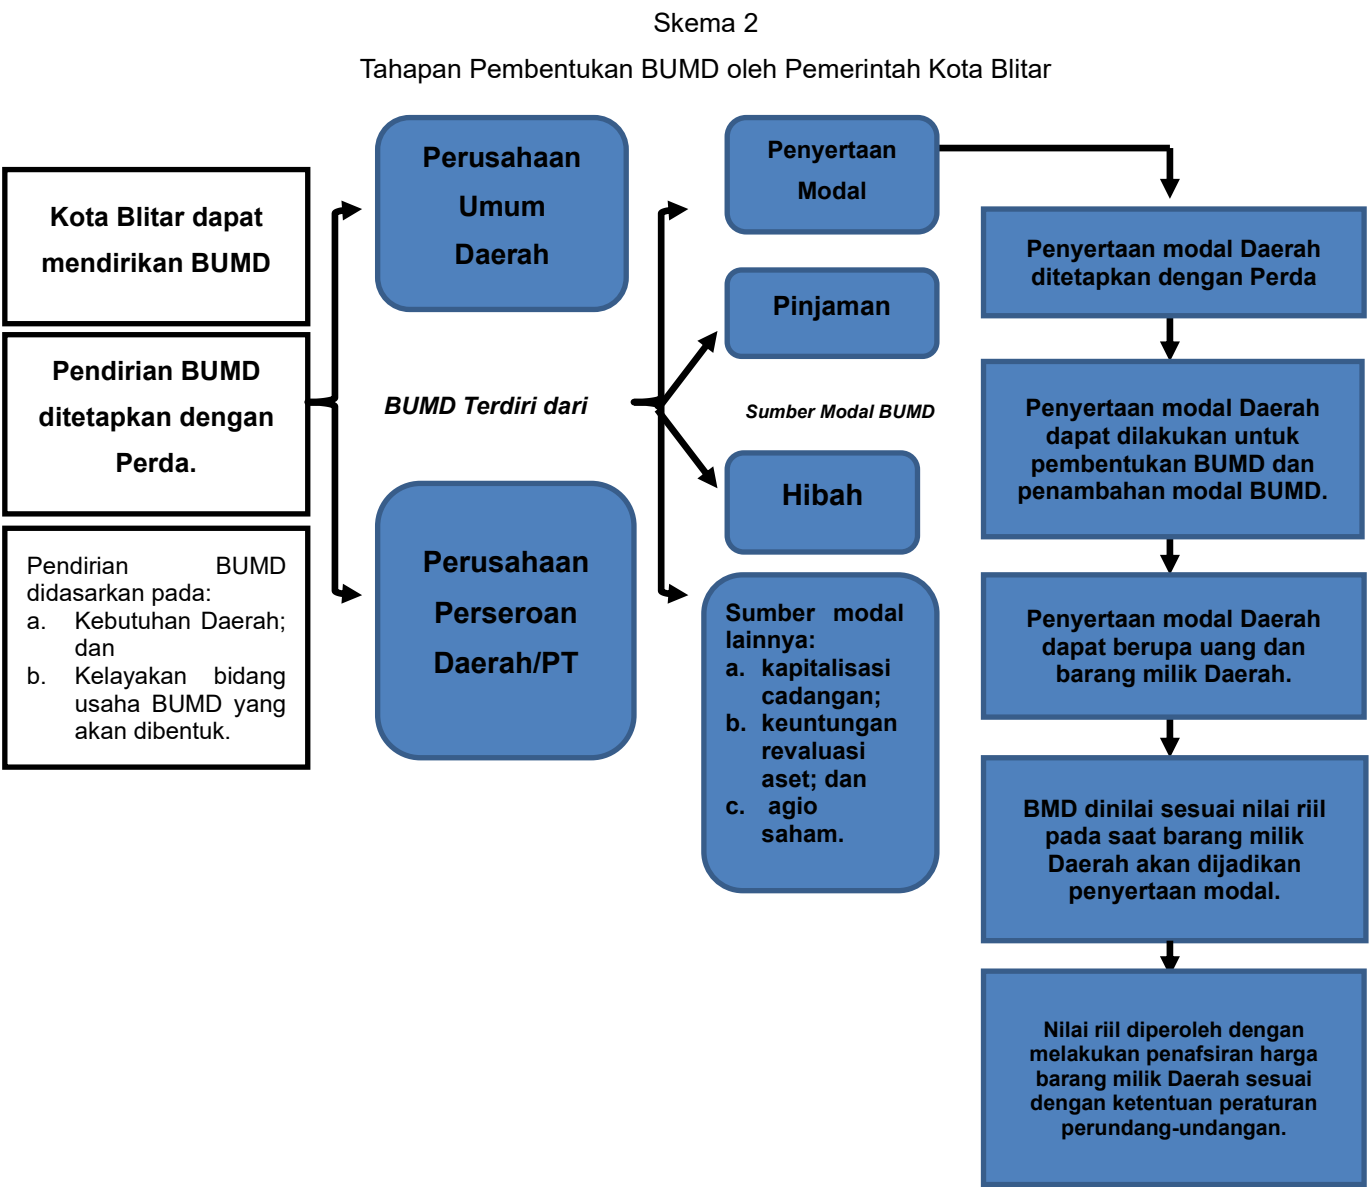 Skema 2
Tahapan Pembentukan BUMD oleh Pemerintah Kota Blitar
Kota Blitar dapat
mendirikan BUMD
Pendirian BUMD
ditetapkan dengan
Perda.
Pendirian BUMD
didasarkan pada:
a. Kebutuhan Daerah;
dan
b. Kelayakan bidang
usaha BUMD yang
akan dibentuk.
Perusahaan
Umum
Daerah
BUMD Terdiri dari
Perusahaan
Perseroan
Daerah/PT
Penyertaan
Modal
Pinjaman
Sumber Modal BUMD
Hibah
Sumber modal
lainnya:
a. kapitalisasi
cadangan;
b. keuntungan
revaluasi
aset; dan
c. agio
saham.
Penyertaan modal Daerah
ditetapkan dengan Perda
Penyertaan modal Daerah
dapat dilakukan untuk
pembentukan BUMD dan
penambahan modal BUMD.
Penyertaan modal Daerah
dapat berupa uang dan
barang milik Daerah.
BMD dinilai sesuai nilai riil
pada saat barang milik
Daerah akan dijadikan
penyertaan modal.
Nilai riil diperoleh dengan
melakukan penafsiran harga
barang milik Daerah sesuai
dengan ketentuan peraturan
perundang-undangan.